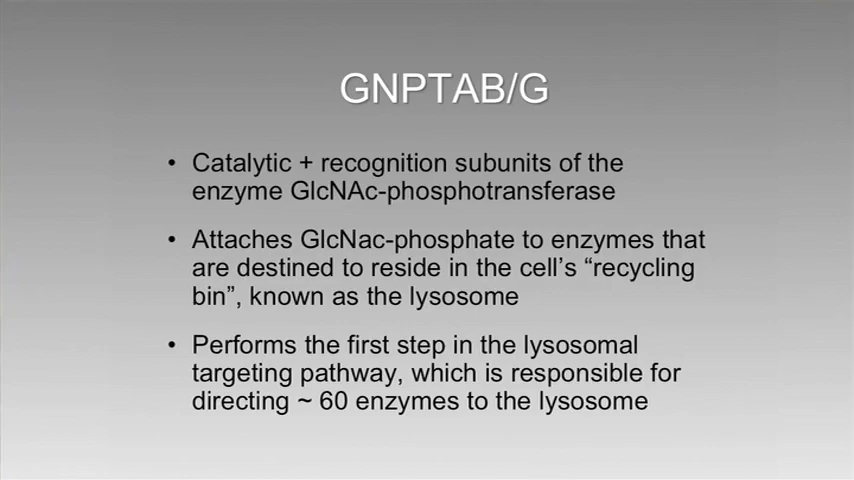 GNPTAB/G
• Catalytic + recognition subunits of the
enzyme GlcNAc-phosphotransferase
• Attaches GlcNac-phosphate to enzymes that
are destined to reside in the cell’s “recycling
bin”, known as the lysosome
• Performs the first step in the lysosomal
targeting pathway, which is responsible for
directing ~ 60 enzymes to the lysosome